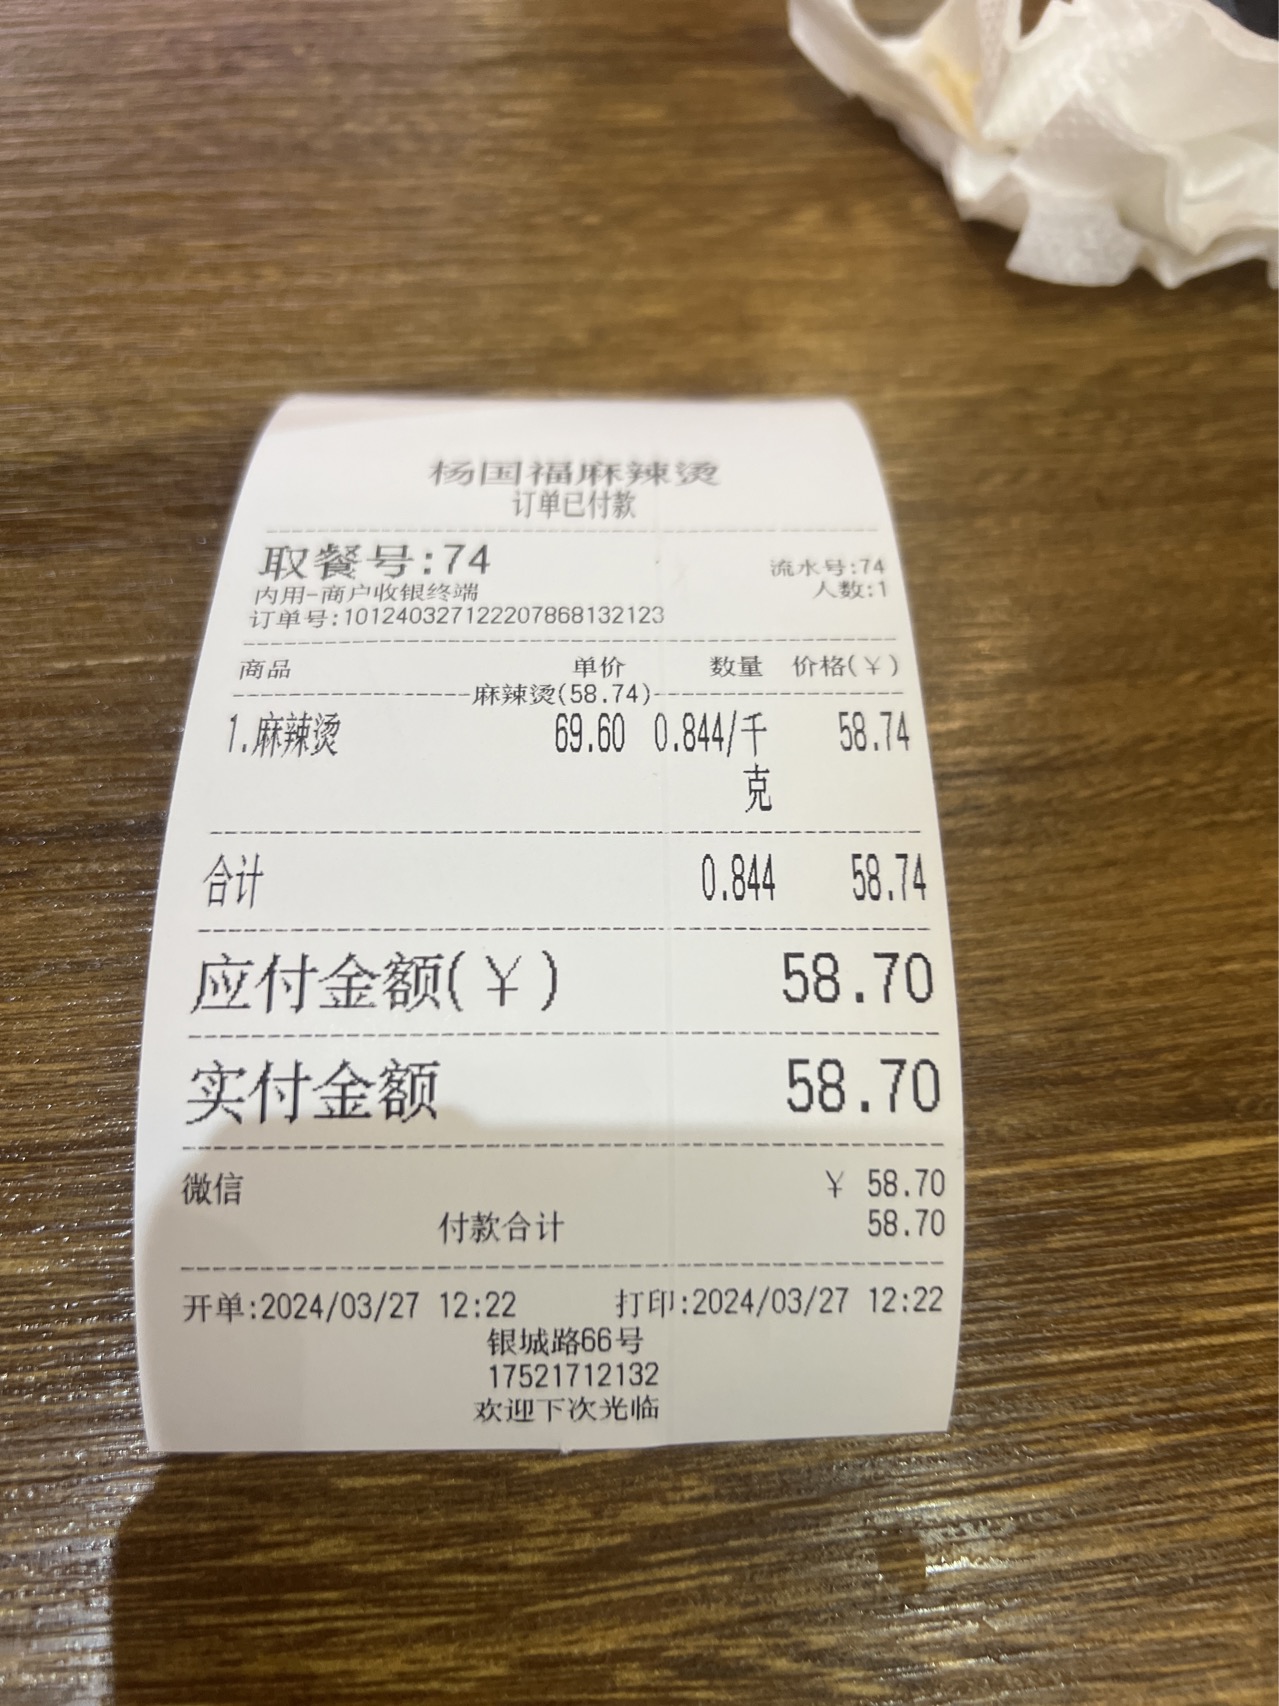 杨国福麻辣烫
订单已付款
取餐号:74 流水号:74
内用-商户收银终端 人数:1
订单号:101240327122207868132123
商品 单价 数量 价格(￥)
麻辣烫(58.74)
1.麻辣烫 69.60 0.844/千 58.74
克
合计 0.844 58.74
应付金额(￥) 58.70
实付金额 58.70
微信 ￥ 58.70
付款合计 58.70
开单:2024/03/27 12:22 打印:2024/03/27 12:22
银城路66号
17521712132
欢迎下次光临